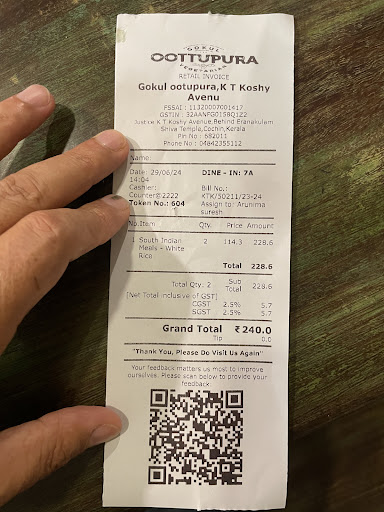 GOKUL
OOTTUPURA
VEGETARIAN
RETAIL INVOICE
Gokul ootupura,K T Koshy
Avenu
FSSAI : 11320007001417
GSTIN : 32AANFG0158Q1Z2
Justice K T Koshy Avenue,Behind Eranakulam
Shiva Temple,Cochin,Kerala
Pin No : 682011
Phone No : 04842355112
Name:
Date: 29/06/24 DINE - IN: 7A
14:04
Cashier: Bill No.:
Counter@2222 KTK/50211/23-24
Token No.: 604 Assign to: Arunima
suresh
No.Item Qty. Price Amount
1 South Indian 2 114.3 228.6
Meels - White
Rice
Total 228.6
Total Qty: 2 Sub Total 228.6
[Net Total inclusive of GST]
CGST 2.5% 5.7
SGST 2.5% 5.7
Grand Total ₹ 240.0
Tip 0.0
"Thank You, Please Do Visit Us Again"
Your feedback matters us most to improve
ourselves. Please scan below to provide your
feedback